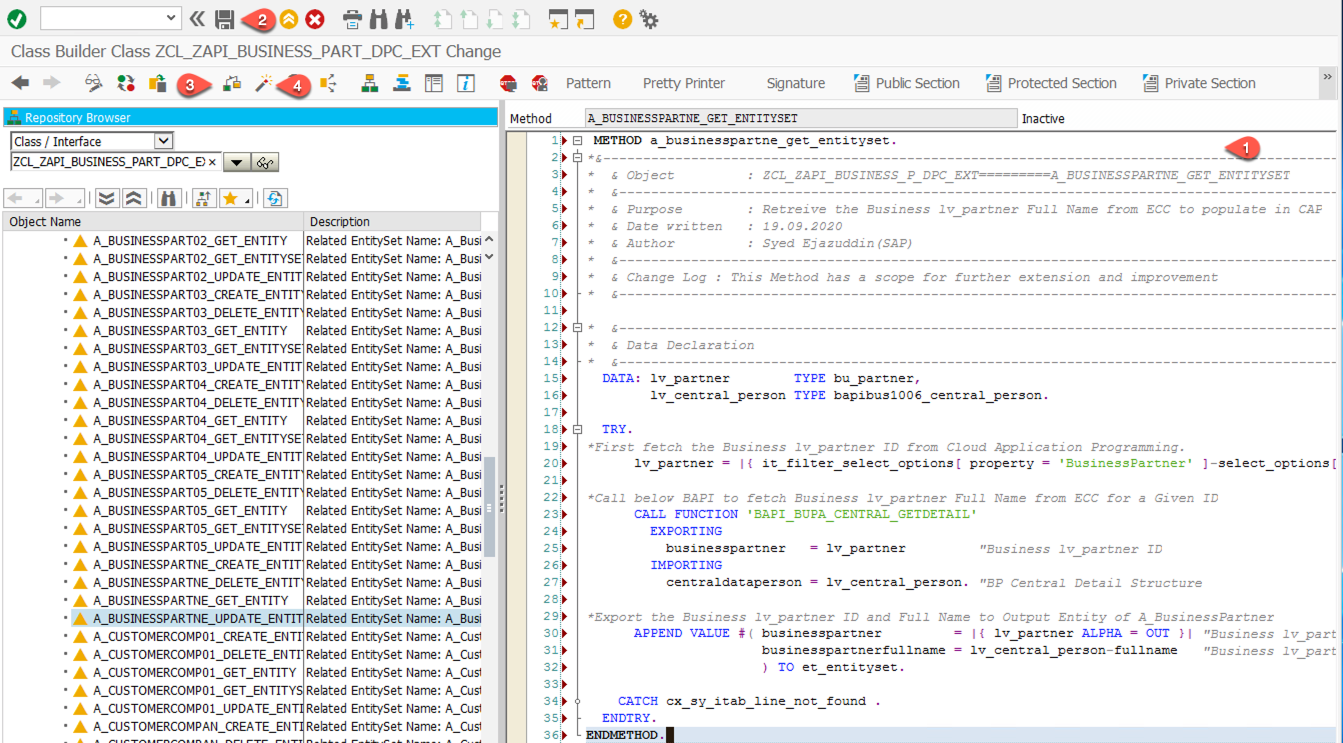 2
Class Builder Class ZCL_ZAPI_BUSINESS_PART_DPC_EXT Change
3
4
Pattern
Pretty Printer
Signature
Public Section
Protected Section
Private Section
Repository Browser
Class / Interface
ZCL_ZAPI_BUSINESS_PART_DPC_E
Object Name Description
A_BUSINESSPART02_GET_ENTITY Related EntitySet Name: A_Busi
A_BUSINESSPART02_GET_ENTITYSE Related EntitySet Name: A_Busi
A_BUSINESSPART02_UPDATE_ENTIT Related EntitySet Name: A_Busi
A_BUSINESSPART03_CREATE_ENTIT Related EntitySet Name: A_Busi
A_BUSINESSPART03_DELETE_ENTIT Related EntitySet Name: A_Busi
A_BUSINESSPART03_GET_ENTITY Related EntitySet Name: A_Busi
A_BUSINESSPART03_GET_ENTITYSE Related EntitySet Name: A_Busi
A_BUSINESSPART03_UPDATE_ENTIT Related EntitySet Name: A_Busi
A_BUSINESSPART04_CREATE_ENTIT Related EntitySet Name: A_Busi
A_BUSINESSPART04_DELETE_ENTIT Related EntitySet Name: A_Busi
A_BUSINESSPART04_GET_ENTITY Related EntitySet Name: A_Busi
A_BUSINESSPART04_GET_ENTITYSE Related EntitySet Name: A_Busi
A_BUSINESSPART04_UPDATE_ENTIT Related EntitySet Name: A_Busi
A_BUSINESSPART05_CREATE_ENTIT Related EntitySet Name: A_Busi
A_BUSINESSPART05_DELETE_ENTIT Related EntitySet Name: A_Busi
A_BUSINESSPART05_GET_ENTITY Related EntitySet Name: A_Busi
A_BUSINESSPART05_GET_ENTITYSE Related EntitySet Name: A_Busi
A_BUSINESSPART05_UPDATE_ENTIT Related EntitySet Name: A_Busi
A_BUSINESSPARTNE_CREATE_ENTIT Related EntitySet Name: A_Busi
A_BUSINESSPARTNE_DELETE_ENTIT Related EntitySet Name: A_Busi
A_BUSINESSPARTNE_GET_ENTITY Related EntitySet Name: A_Busi
A_BUSINESSPARTNE_UPDATE_ENTIT Related EntitySet Name: A_Busi
A_CUSTOMERCOMP01_CREATE_ENTI Related EntitySet Name: A_Cust
A_CUSTOMERCOMP01_DELETE_ENTI Related EntitySet Name: A_Cust
A_CUSTOMERCOMP01_GET_ENTITY Related EntitySet Name: A_Cust
A_CUSTOMERCOMP01_GET_ENTITYS Related EntitySet Name: A_Cust
A_CUSTOMERCOMP01_UPDATE_ENTI Related EntitySet Name: A_Cust
A_CUSTOMERCOMPAN_CREATE_ENTI Related EntitySet Name: A_Cust
Method A_BUSINESSPARTNE_GET_ENTITYSET Inactive
1
1 METHOD a_businesspartne_get_entityset.
2 *&----------------------------------------
3 * & Object : ZCL_ZAPI_BUSINESS_P_DPC_EXT=========A_BUSINESSPARTNE_GET_ENTITYSET
4 * &----------------------------------------
5 * & Purpose : Retreive the Business lv_partner Full Name from ECC to populate in CAP
6 * & Date written : 19.09.2020
7 * & Author : Syed Ejazuddin(SAP)
8 * &----------------------------------------
9 * & Change Log : This Method has a scope for further extension and improvement
10 * &----------------------------------------
11
12 * &----------------------------------------
13 * & Data Declaration
14 * &----------------------------------------
15 DATA: lv_partner TYPE bu_partner,
16 lv_central_person TYPE bapibus1006_central_person.
17
18 TRY.
19 *First fetch the Business lv_partner ID from Cloud Application Programming.
20 lv_partner = |{ it_filter_select_options[ property = 'BusinessPartner' ]-select_options[
21
22 *Call below BAPI to fetch Business lv_partner Full Name from ECC for a Given ID
23 CALL FUNCTION 'BAPI_BUPA_CENTRAL_GETDETAIL'
24 EXPORTING
25 businesspartner = lv_partner "Business lv_partner ID
26 IMPORTING
27 centraldataperson = lv_central_person. "BP Central Detail Structure
28
29 *Export the Business lv_partner ID and Full Name to Output Entity of A_BusinessPartner
30 APPEND VALUE #( businesspartner = |{ lv_partner ALPHA = OUT }| "Business lv_part
31 businesspartnerfullname = lv_central_person-fullname "Business lv_part
32 ) TO et_entityset.
33
34 CATCH cx_sy_itab_line_not_found .
35 ENDTRY.
36 ENDMETHOD.